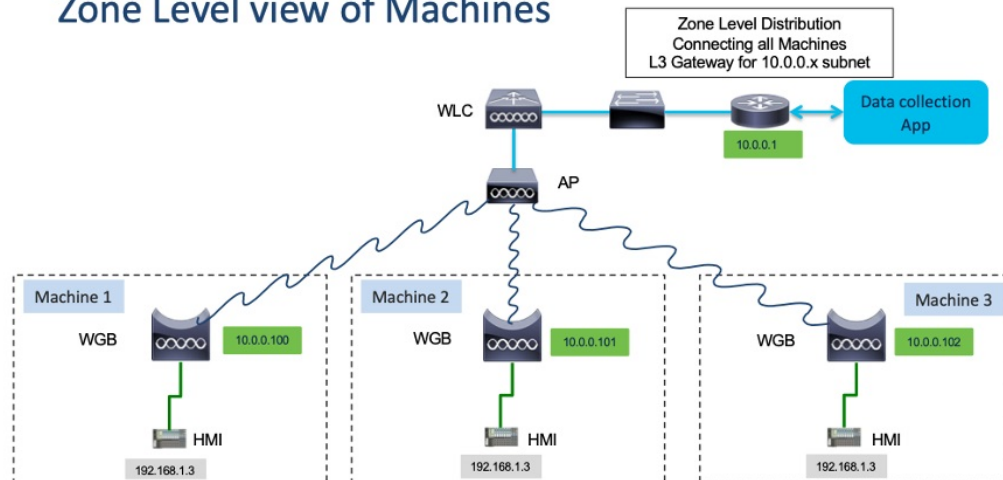 Zone Level view of Machines
Zone Level Distribution
Connecting all Machines
L3 Gateway for 10.0.0.x subnet
WLC
Data collection
App
10.0.0.1
AP
Machine 1
Machine 2
Machine 3
WGB
10.0.0.100
WGB
10.0.0.101
WGB
10.0.0.102
HMI
HMI
HMI
192.168.1.3
192.168.1.3
192.168.1.3